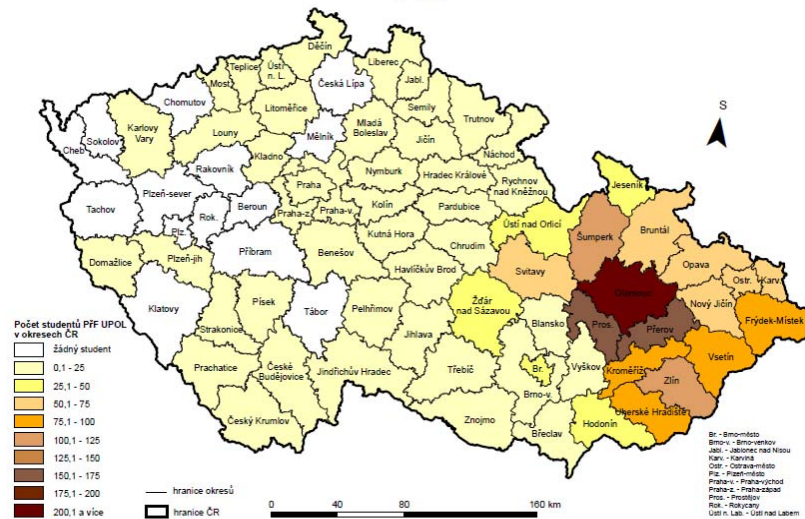 Děčín
Liberec
Teplice
Ústí
n. L.
Jabl.
Most
Česká Lípa
Chomutov
Litoměřice
Semily
Trutnov
Sokolov
Karlovy
Vary
Louny
Mělník
Mladá
Boleslav
Jičín
Cheb
Náchod
Rakovník
Kladno
Nymburk
Hradec Králové
Rychnov
nad Kněžnou
Praha
Tachov
Plzeň-sever
Rok.
Beroun
Praha-z.
Praha-v.
Kolín
Pardubice
Plz.
Kutná Hora
Ústí nad Orlicí
Jeseník
Šumperk
Bruntál
Příbram
Benešov
Chrudim
Domažlice
Plzeň-jih
Havlíčkův Brod
Svitavy
Opava
Olomouc
Ostr.
Karv.
Klatovy
Písek
Tábor
Pelhřimov
Žďár
nad Sázavou
Blansko
Pros.
Přerov
Nový Jičín
Frýdek-Místek
Strakonice
Jihlava
Br.
Vyškov
Kroměříž
Vsetín
Prachatice
České
Budějovice
Jindřichův Hradec
Třebíč
Brno-v.
Zlín
Uherské Hradiště
Český Krumlov
Znojmo
Břeclav
Hodonín
S
Počet studentů PřF UPOL
v okresech ČR
žádný student
0,1 - 25
25,1 - 50
50,1 - 75
75,1 - 100
100,1 - 125
125,1 - 150
150,1 - 175
175,1 - 200
200,1 a více
hranice okresů
hranice ČR
0 40 80 160 km
Br. - Brno-město
Brno-v. - Brno-venkov
Jabl. - Jablonec nad Nisou
Karv. - Karviná
Ostr. - Ostrava-město
Plz. - Plzeň-město
Praha-v. - Praha-východ
Praha-z. - Praha-západ
Pros. - Prostějov
Rok. - Rokycany
Ústí n. Lab. - Ústí nad Labem